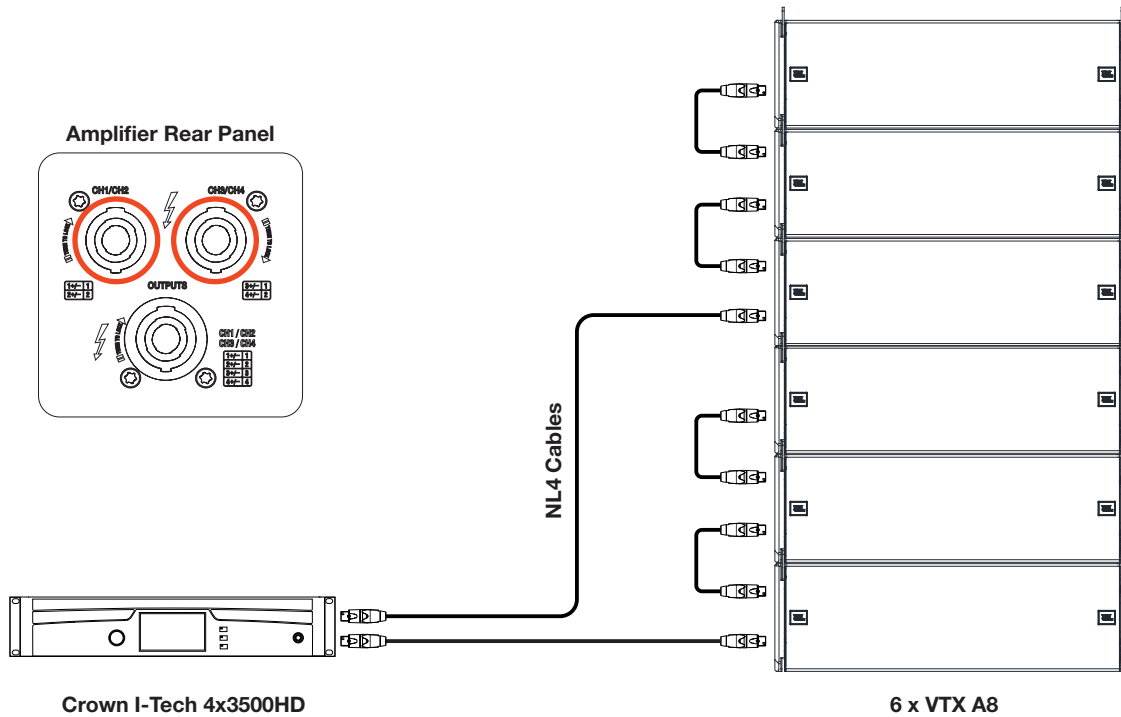 Amplifier Rear Panel
CH1/CH2
CH3/CH4
1+/- 1
2+/- 2
OUTPUTS
3+/- 1
4+/- 2
CH1 / CH2
CH3 / CH4
1+/- 1
2+/- 2
3+/- 3
4+/- 4
NL4 Cables
Crown I-Tech 4x3500HD
6 x VTX A8